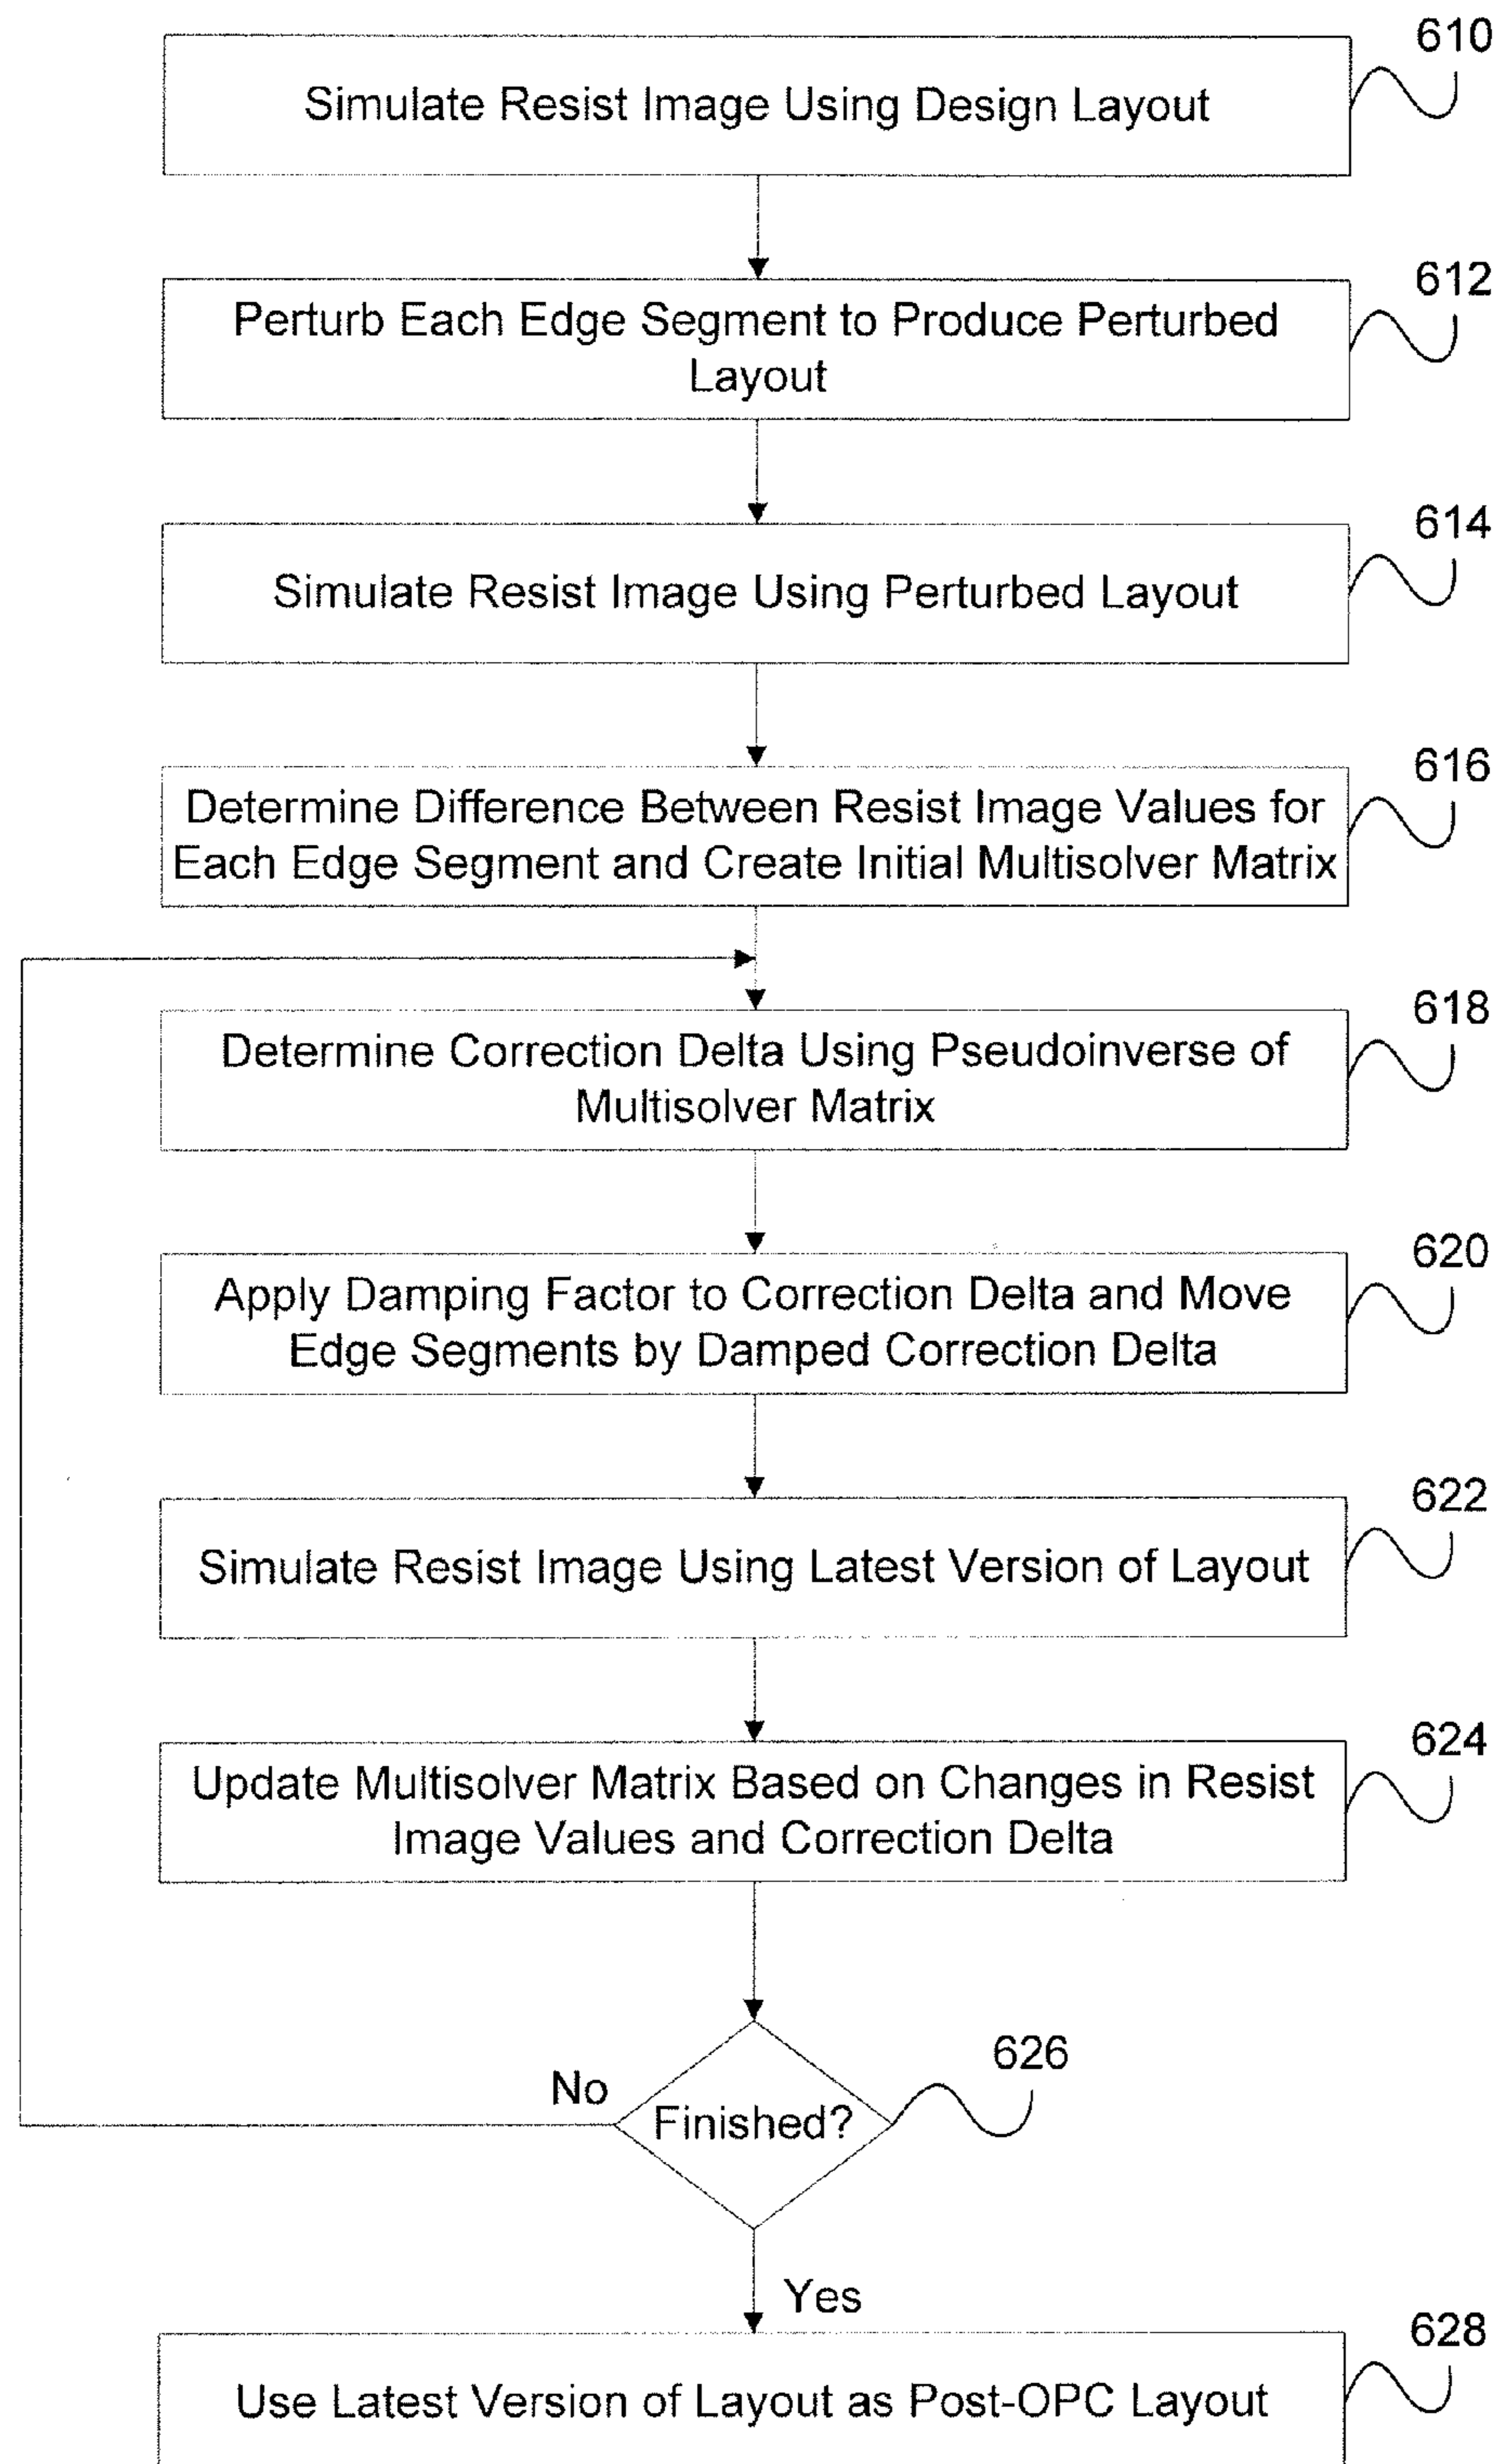 610
Simulate Resist Image Using Design Layout
612
Perturb Each Edge Segment to Produce Perturbed
Layout
614
Simulate Resist Image Using Perturbed Layout
616
Determine Difference Between Resist Image Values for
Each Edge Segment and Create Initial Multisolver Matrix
618
Determine Correction Delta Using Pseudoinverse of
Multisolver Matrix
620
Apply Damping Factor to Correction Delta and Move
Edge Segments by Damped Correction Delta
622
Simulate Resist Image Using Latest Version of Layout
624
Update Multisolver Matrix Based on Changes in Resist
Image Values and Correction Delta
626
No
Finished?
Yes
628
Use Latest Version of Layout as Post-OPC Layout